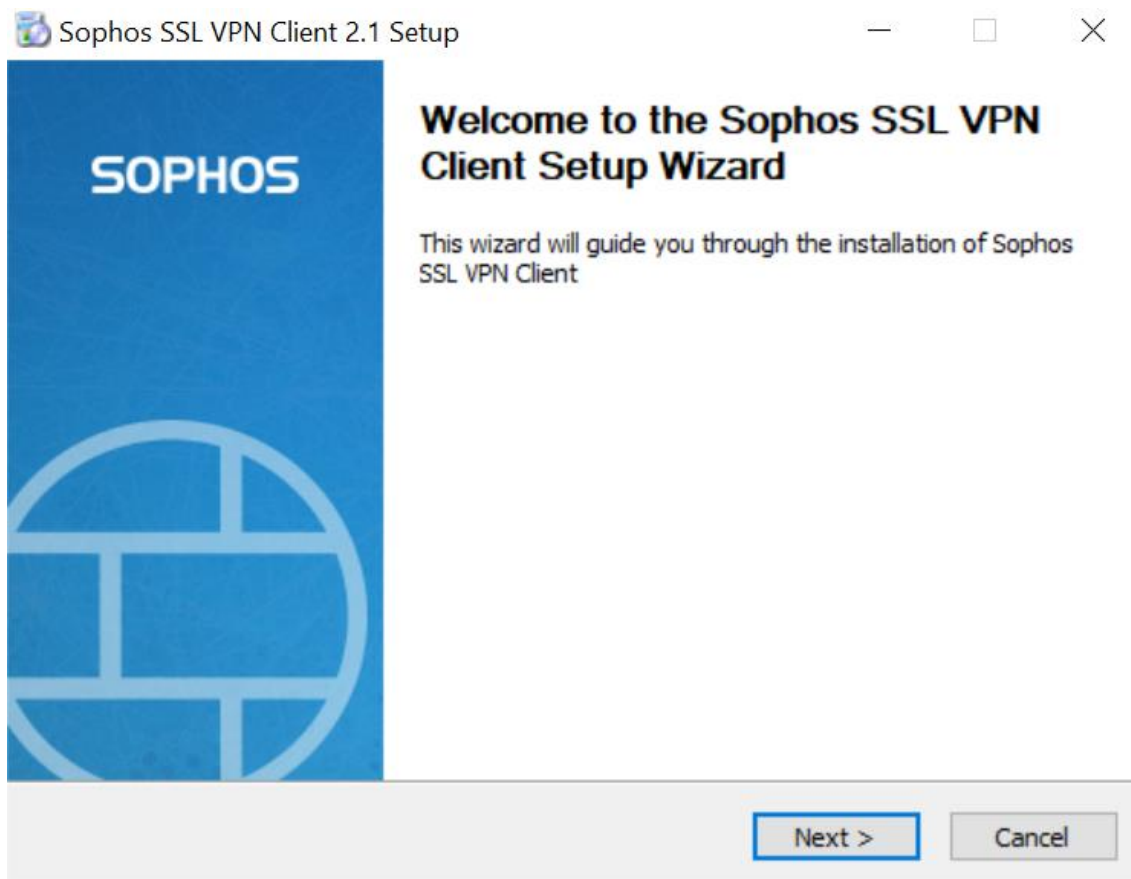 Sophos SSL VPN Client 2.1 Setup
SOPHOS
Welcome to the Sophos SSL VPN
Client Setup Wizard
This wizard will guide you through the installation of Sophos
SSL VPN Client
Next >
Cancel